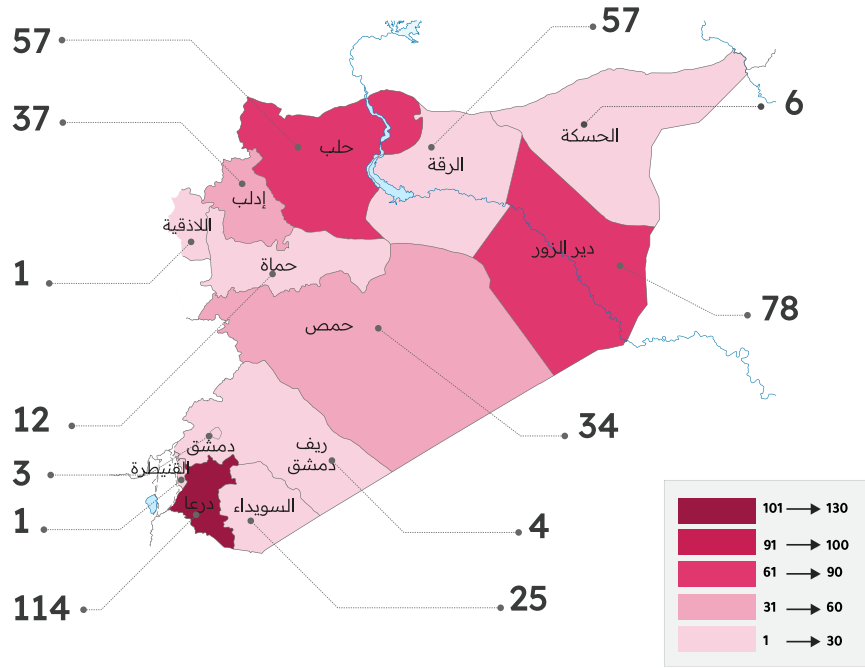 57
57
37
6
حلب
الحسكة
الرقة
إدلب
اللاذقية
دير الزور
حماة
1
حمص
78
12
34
ريف
دمشق
دمشق
3
القنيطرة
السويداء
درعا
1
4
114
25
101 → 130
91 → 100
61 → 90
31 → 60
1 → 30